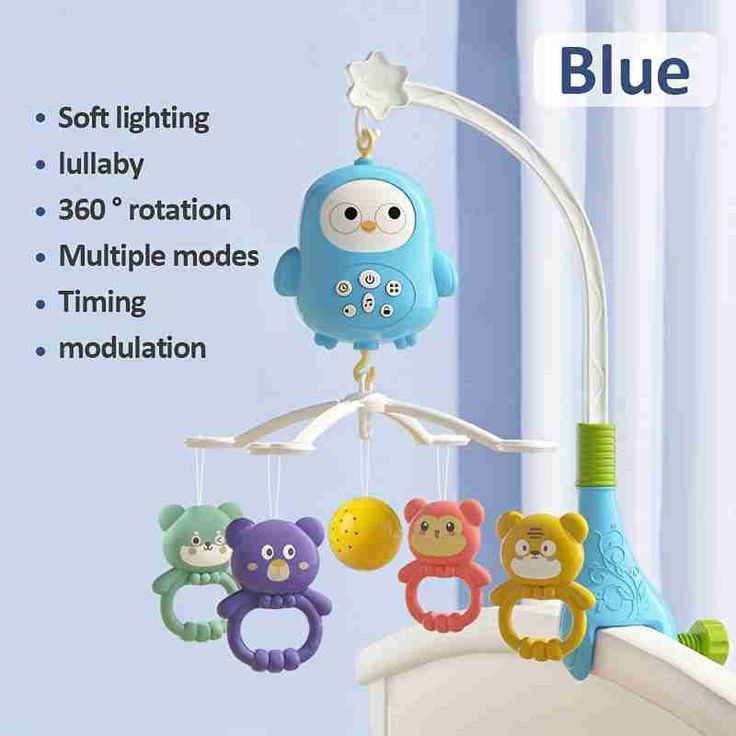 Blue
• Soft lighting
• lullaby
• 360 ° rotation
• Multiple modes
• Timing
• modulation